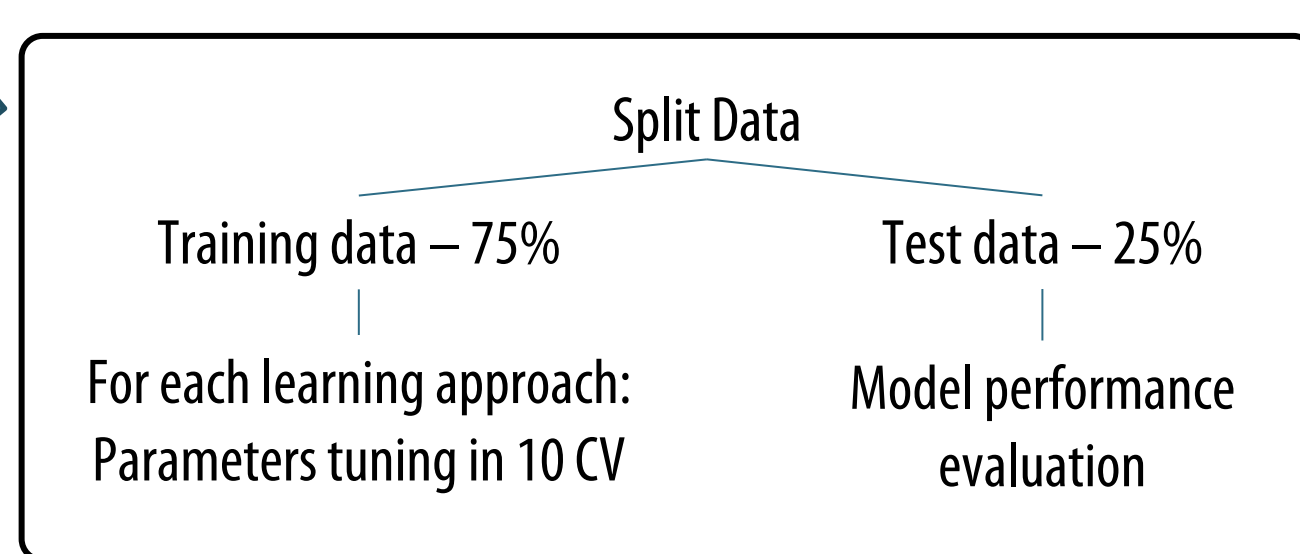 Split Data
Training data – 75%
Test data – 25%
For each learning approach:
Parameters tuning in 10 CV
Model performance
evaluation